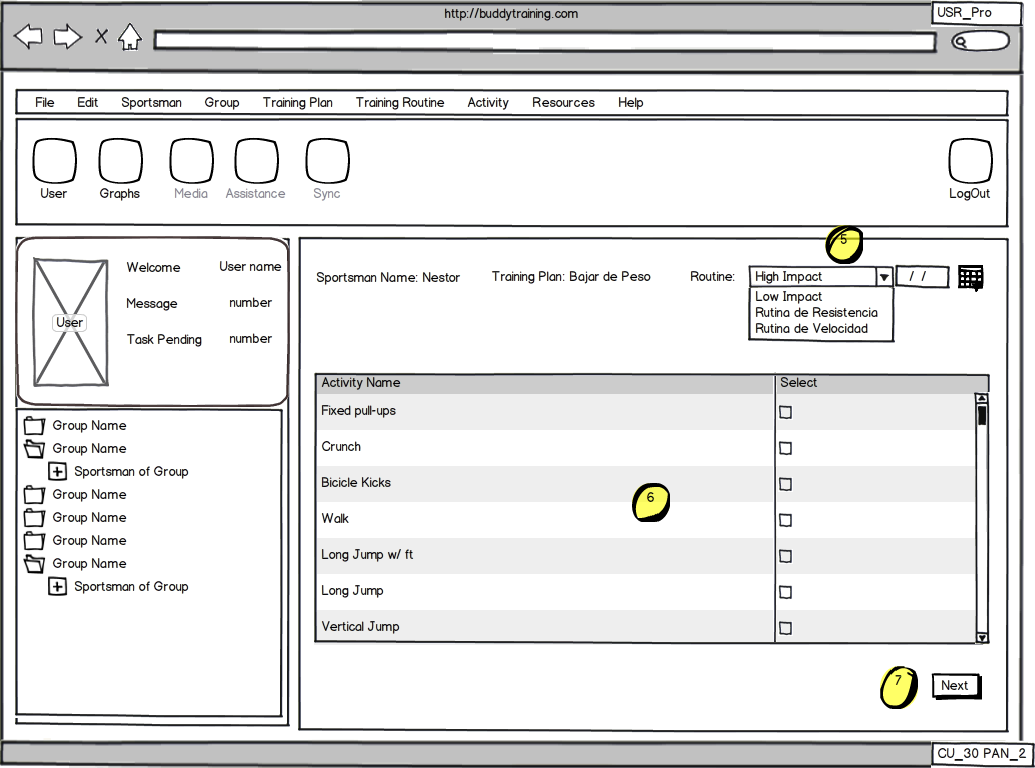 http://buddytraining.com
USR_Pro
X
File Edit Sportsman Group Training Plan Training Routine Activity Resources Help
User Graphs Media Assistance Sync LogOut
Welcome User name
Message number
User
Task Pending number
Group Name
Group Name
Sportsman of Group
Group Name
Group Name
Group Name
Group Name
Sportsman of Group
5
Sportsman Name: Nestor Training Plan: Bajar de Peso Routine: High Impact / /
Low Impact
Rutina de Resistencia
Rutina de Velocidad
Activity Name Select
Fixed pull-ups
Crunch
Bicicle Kicks
6
Walk
Long Jump w/ ft
Long Jump
Vertical Jump
7 Next
CU_30 PAN_2